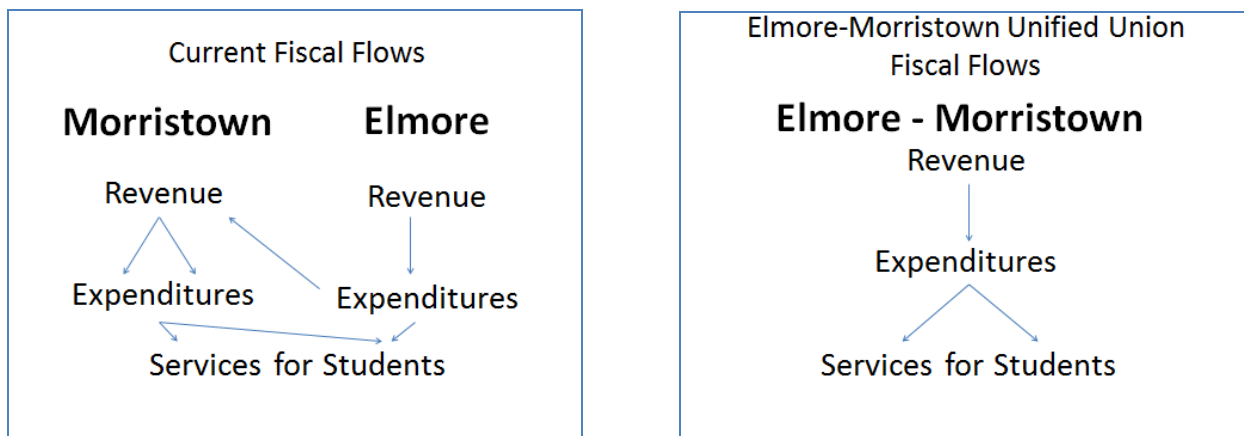 Current Fiscal Flows
Morristown Elmore
Revenue Revenue
Expenditures Expenditures
Services for Students
Elmore-Morristown Unified Union
Fiscal Flows
Elmore - Morristown
Revenue
Expenditures
Services for Students